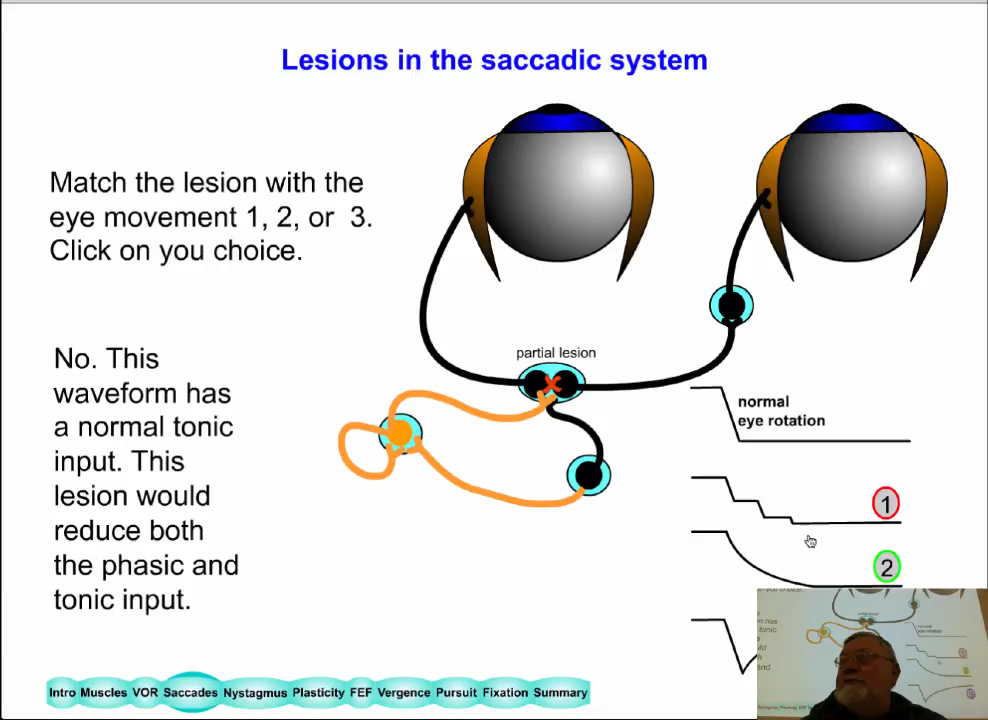 Lesions in the saccadic system
Match the lesion with the
eye movement 1, 2, or 3.
Click on you choice.
No. This
waveform has
a normal tonic
input. This
lesion would
reduce both
the phasic and
tonic input.
partial lesion
normal
eye rotation
1
2
Intro Muscles VOR Saccades Nystagmus Plasticity FEF Vergence Pursuit Fixation Summary